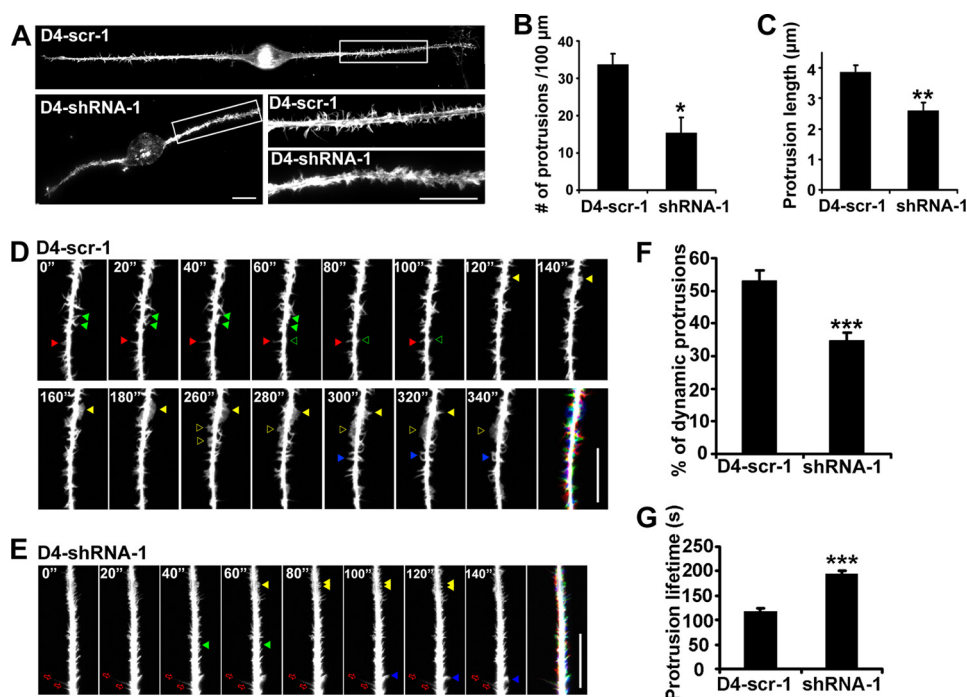 A
D4-scr-1
D4-shRNA-1
D4-scr-1
D4-shRNA-1
B
# of protrusions /100 μm
40
30
20
10
0
*
D4-scr-1 shRNA-1
C
Protrusion length (μm)
5
4
3
2
1
0
**
D4-scr-1 shRNA-1
D
D4-scr-1
0” 20” 40” 60” 80” 100” 120” 140”
160” 180” 260” 280” 300” 320” 340”
E
D4-shRNA-1
0” 20” 40” 60” 80” 100” 120” 140”
F
% of dynamic protrusions
60
50
40
30
20
10
0
***
D4-scr-1 shRNA-1
G
Protrusion lifetime (s)
250
200
150
100
50
0
***
D4-scr-1 shRNA-1